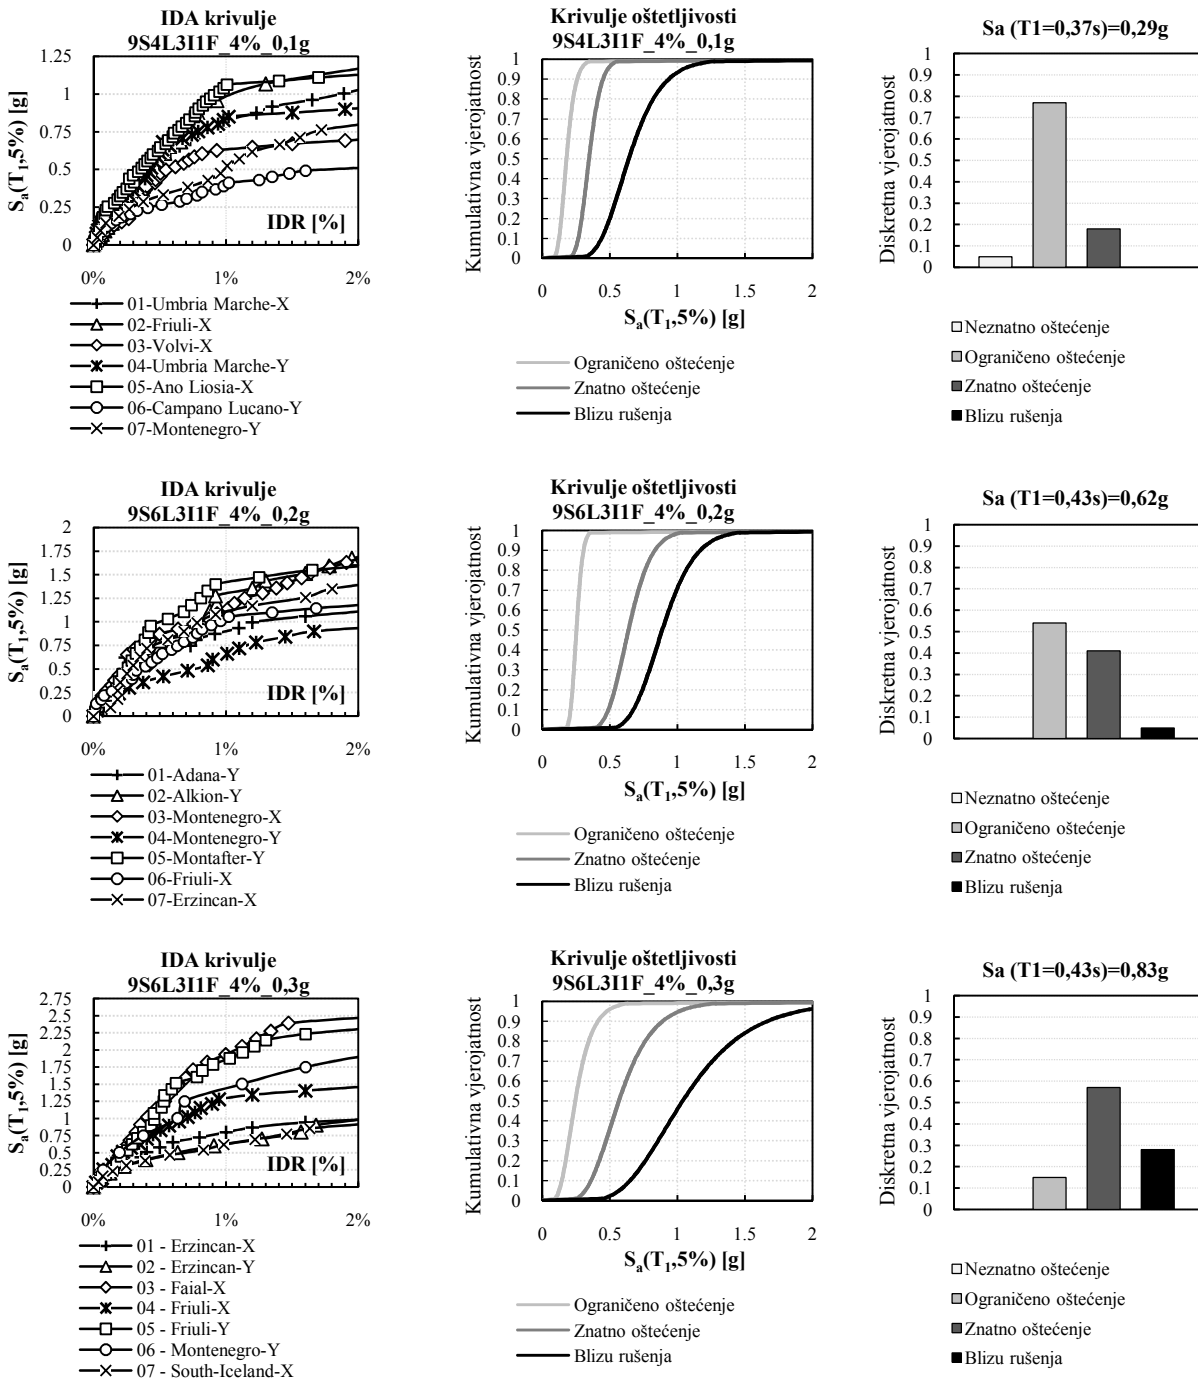 IDA krivulje
9S4L3I1F_4%_0,1g
1.25
1
0.75
0.5
0.25
0
Sa(T1,5%) [g]
IDR [%]
0%
1%
2%
01-Umbria Marche-X
02-Friuli-X
03-Volvi-X
04-Umbria Marche-Y
05-Ano Liosia-X
06-Campano Lucano-Y
07-Montenegro-Y
Krivulje oštetljivosti
9S4L3I1F_4%_0,1g
Kumulativna vjerojatnost
1
0.9
0.8
0.7
0.6
0.5
0.4
0.3
0.2
0.1
0
0
0.5
1
1.5
2
Sa(T1,5%) [g]
Ograničeno oštećenje
Znatno oštećenje
Blizu rušenja
Sa (T1=0,37s)=0,29g
Diskretna vjerojatnost
1
0.9
0.8
0.7
0.6
0.5
0.4
0.3
0.2
0.1
0
Neznatno oštećenje
Ograničeno oštećenje
Znatno oštećenje
Blizu rušenja
IDA krivulje
9S6L3I1F_4%_0,2g
2
1.75
1.5
1.25
1
0.75
0.5
0.25
0
Sa(T1,5%) [g]
IDR [%]
0%
1%
2%
01-Adana-Y
02-Alkion-Y
03-Montenegro-X
04-Montenegro-Y
05-Montafter-Y
06-Friuli-X
07-Erzincan-X
Krivulje oštetljivosti
9S6L3I1F_4%_0,2g
Kumulativna vjerojatnost
1
0.9
0.8
0.7
0.6
0.5
0.4
0.3
0.2
0.1
0
0
0.5
1
1.5
2
Sa(T1,5%) [g]
Ograničeno oštećenje
Znatno oštećenje
Blizu rušenja
Sa (T1=0,43s)=0,62g
Diskretna vjerojatnost
1
0.9
0.8
0.7
0.6
0.5
0.4
0.3
0.2
0.1
0
Neznatno oštećenje
Ograničeno oštećenje
Znatno oštećenje
Blizu rušenja
IDA krivulje
9S6L3I1F_4%_0,3g
2.75
2.5
2.25
2
1.75
1.5
1.25
1
0.75
0.5
0.25
0
Sa(T1,5%) [g]
IDR [%]
0%
1%
2%
01 - Erzincan-X
02 - Erzincan-Y
03 - Faial-X
04 - Friuli-X
05 - Friuli-Y
06 - Montenegro-Y
07 - South-Iceland-X
Krivulje oštetljivosti
9S6L3I1F_4%_0,3g
Kumulativna vjerojatnost
1
0.9
0.8
0.7
0.6
0.5
0.4
0.3
0.2
0.1
0
0
0.5
1
1.5
2
Sa(T1,5%) [g]
Ograničeno oštećenje
Znatno oštećenje
Blizu rušenja
Sa (T1=0,43s)=0,83g
Diskretna vjerojatnost
1
0.9
0.8
0.7
0.6
0.5
0.4
0.3
0.2
0.1
0
Neznatno oštećenje
Ograničeno oštećenje
Znatno oštećenje
Blizu rušenja